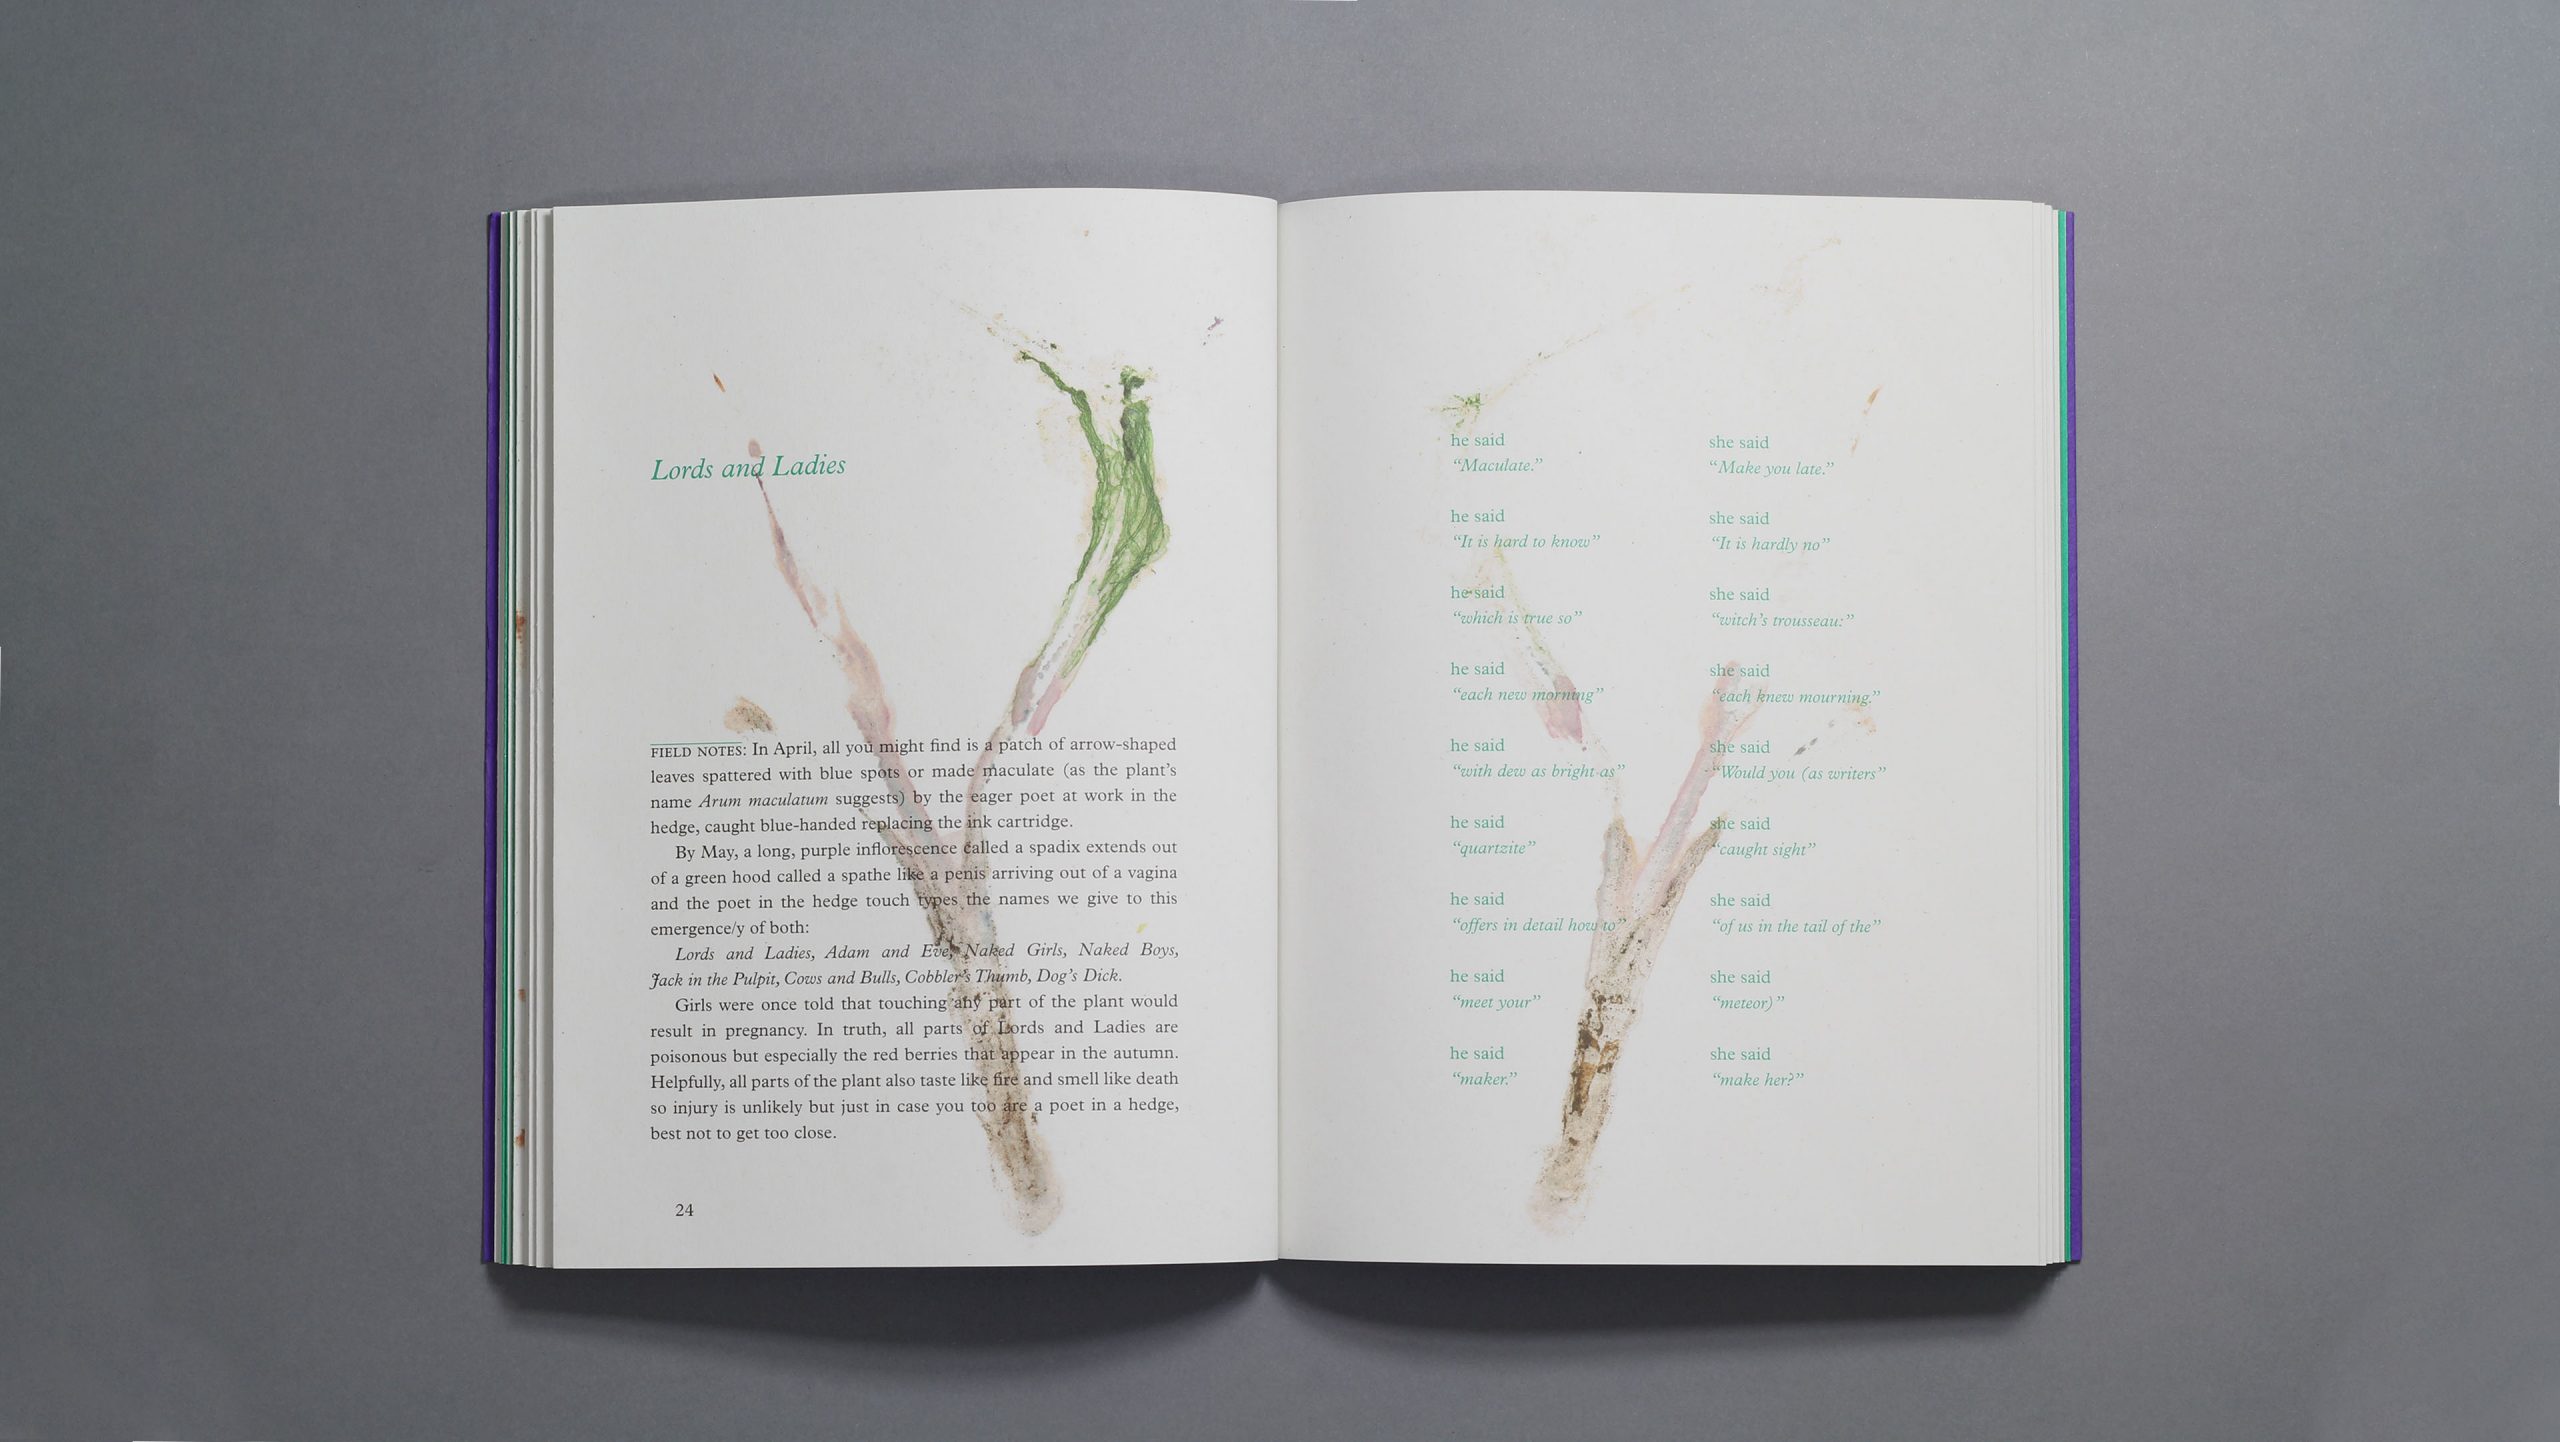 Lords and Ladies
FIELD NOTES: In April, all you might find is a patch of arrow-shaped
leaves spattered with blue spots or made maculate (as the plant’s
name Arum maculatum suggests) by the eager poet at work in the
hedge, caught blue-handed replacing the ink cartridge.
By May, a long, purple inflorescence called a spadix extends out
of a green hood called a spathe like a penis arriving out of a vagina
and the poet in the hedge touch types the names we give to this
emergence/y of both:
Lords and Ladies, Adam and Eve, Naked Girls, Naked Boys,
Jack in the Pulpit, Cows and Bulls, Cobbler’s Thumb, Dog’s Dick.
Girls were once told that touching any part of the plant would
result in pregnancy. In truth, all parts of Lords and Ladies are
poisonous but especially the red berries that appear in the autumn.
Helpfully, all parts of the plant also taste like fire and smell like death
so injury is unlikely but just in case you too are a poet in a hedge,
best not to get too close.
24
he said
“Maculate.”
she said
“Make you late.”
he said
“It is hard to know”
she said
“It is hardly no”
he said
“which is true so”
she said
“witch’s trousseau:”
he said
“each new morning”
she said
“each knew mourning.”
he said
“with dew as bright as”
she said
“Would you (as writers”
he said
“quartzite”
she said
“caught sight”
he said
“offers in detail how to”
she said
“of us in the tail of the”
he said
“meet your”
she said
“meteor)”
he said
“maker.”
she said
“make her?”